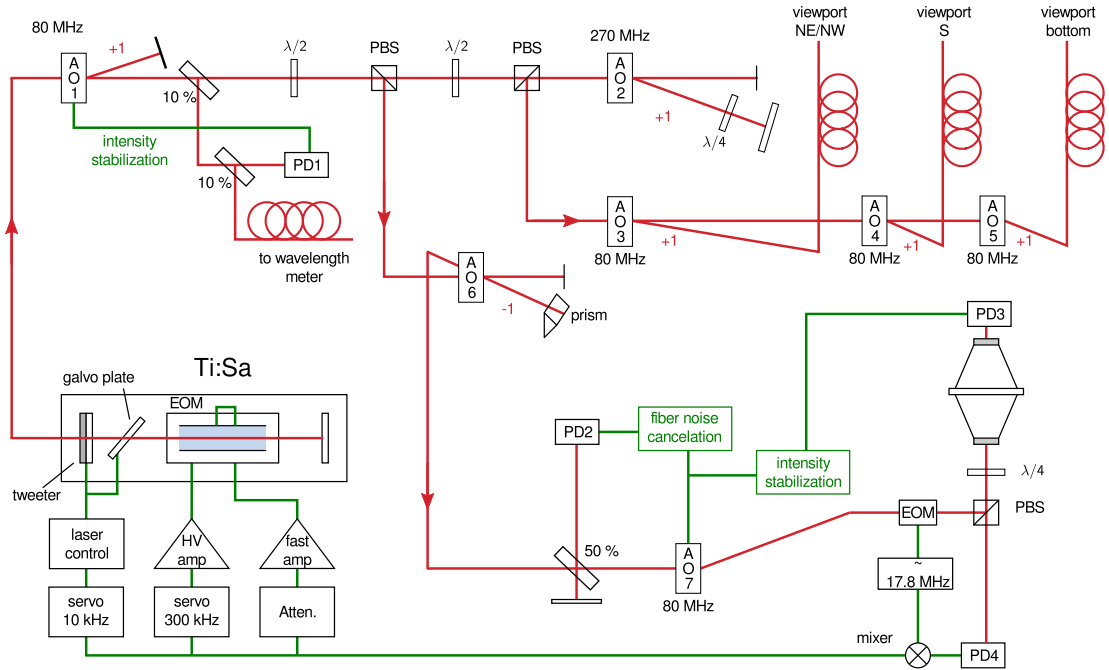 viewport
NE/NW
viewport
S
viewport
bottom
80 MHz
+1
λ/2
PBS
λ/2
PBS
270 MHz
A
O
1
10 %
A
O
2
+1
λ/4
intensity
stabilization
PD1
10 %
to wavelength
meter
A
O
3
+1
80 MHz
A
O
4
+1
80 MHz
A
O
5
+1
80 MHz
A
O
6
-1
prism
PD3
Ti:Sa
galvo plate
EOM
tweeter
PD2
fiber noise
cancelation
intensity
stabilization
λ/4
PBS
EOM
laser
control
HV
amp
fast
amp
50 %
A
O
7
80 MHz
~
17.8 MHz
servo
10 kHz
servo
300 kHz
Atten.
mixer
PD4